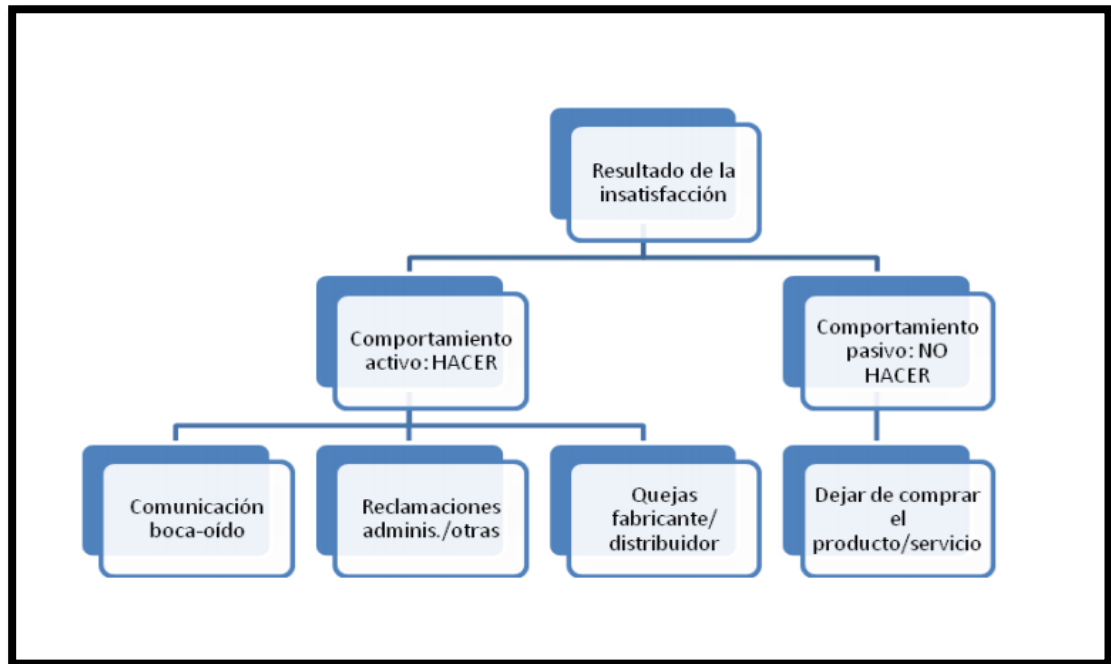 Resultado de la
insatisfacción
Comportamiento
activo: HACER
Comportamiento
pasivo: NO
HACER
Comunicación
boca-oído
Reclamaciones
adminis./otras
Quejas
fabricante/
distribuidor
Dejar de comprar
el
producto/servicio